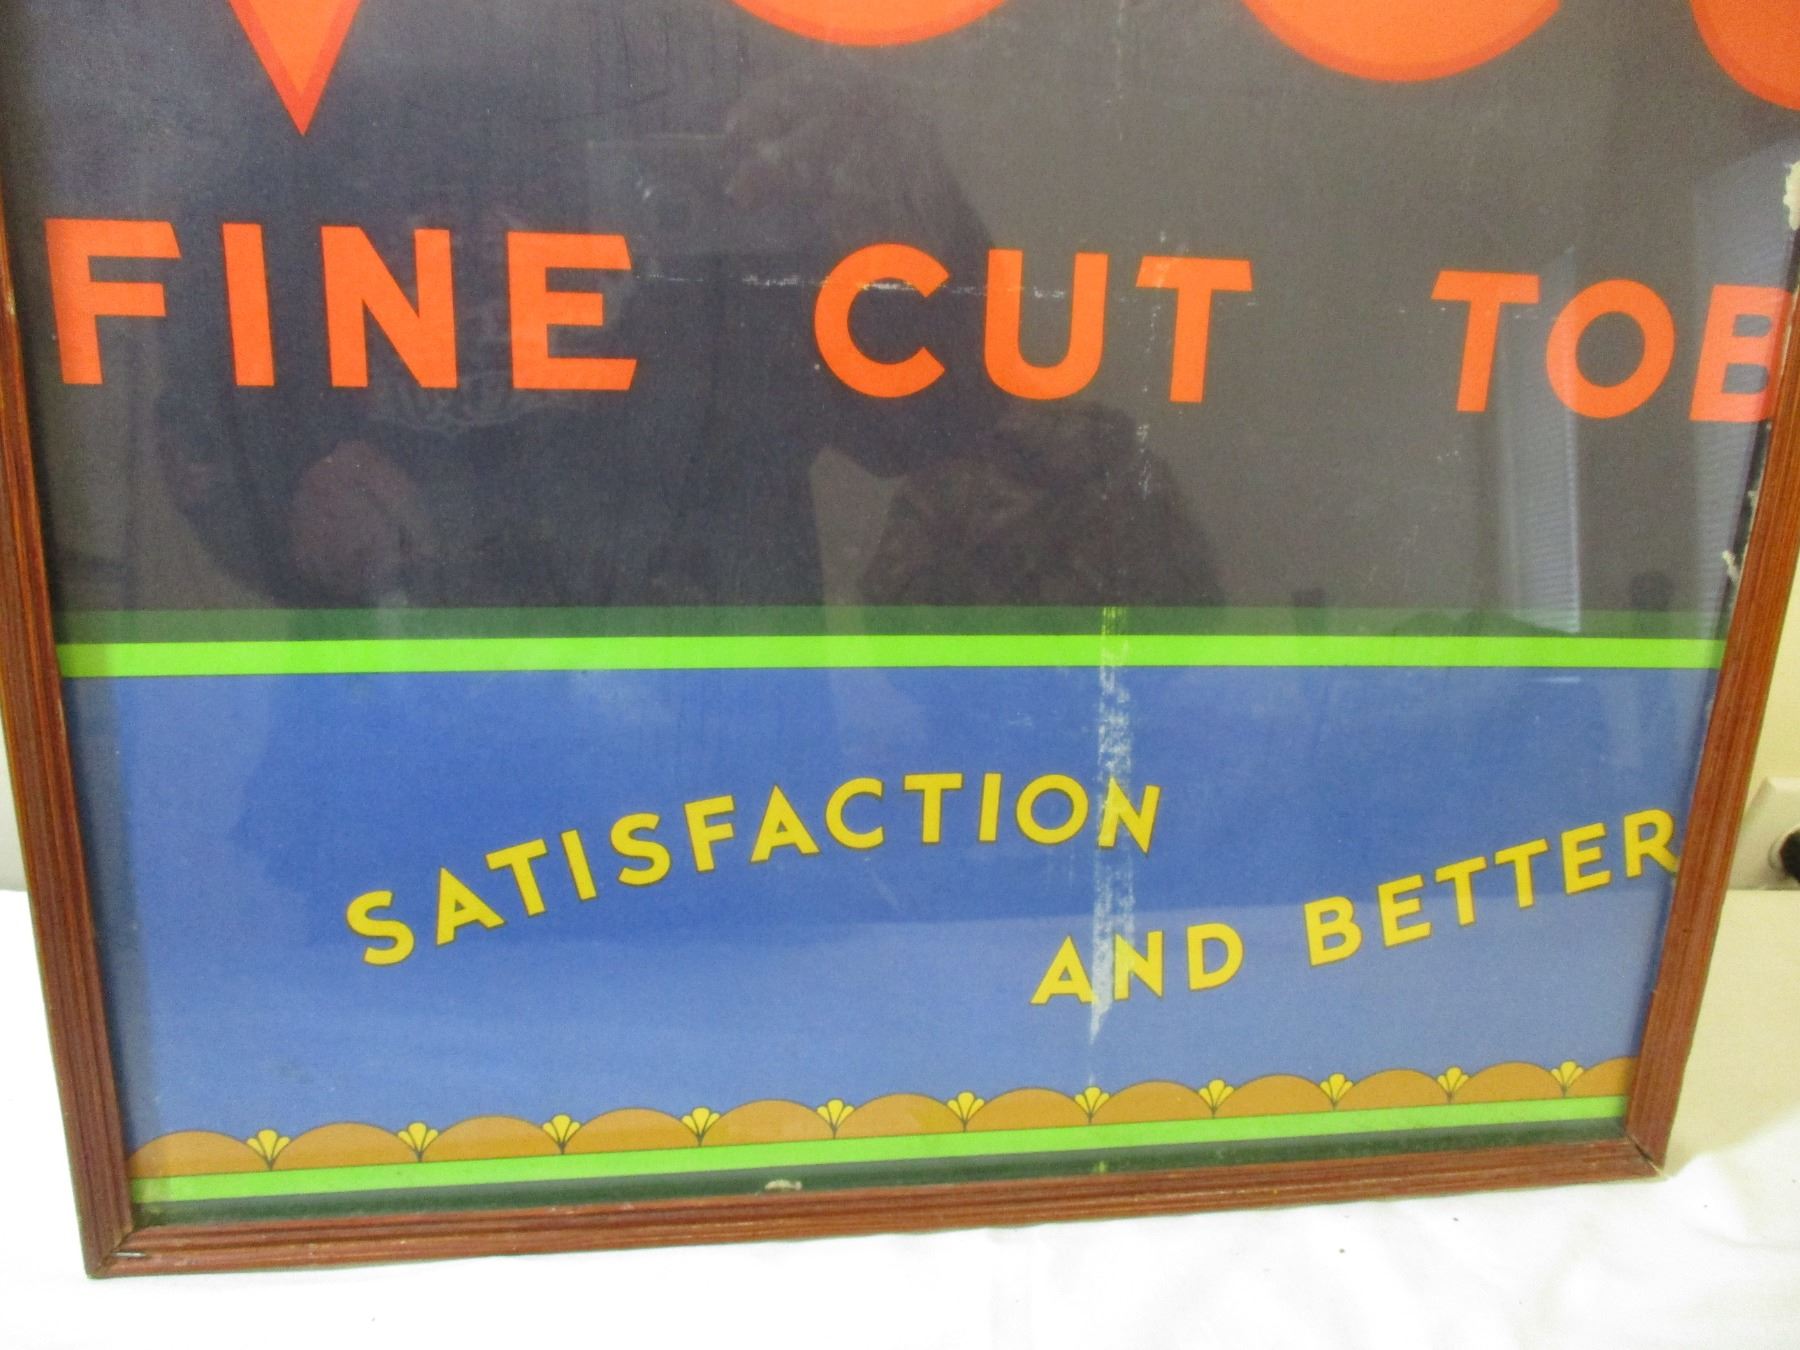 FINE CUT TOB
SATISFACTION
AND BETTER